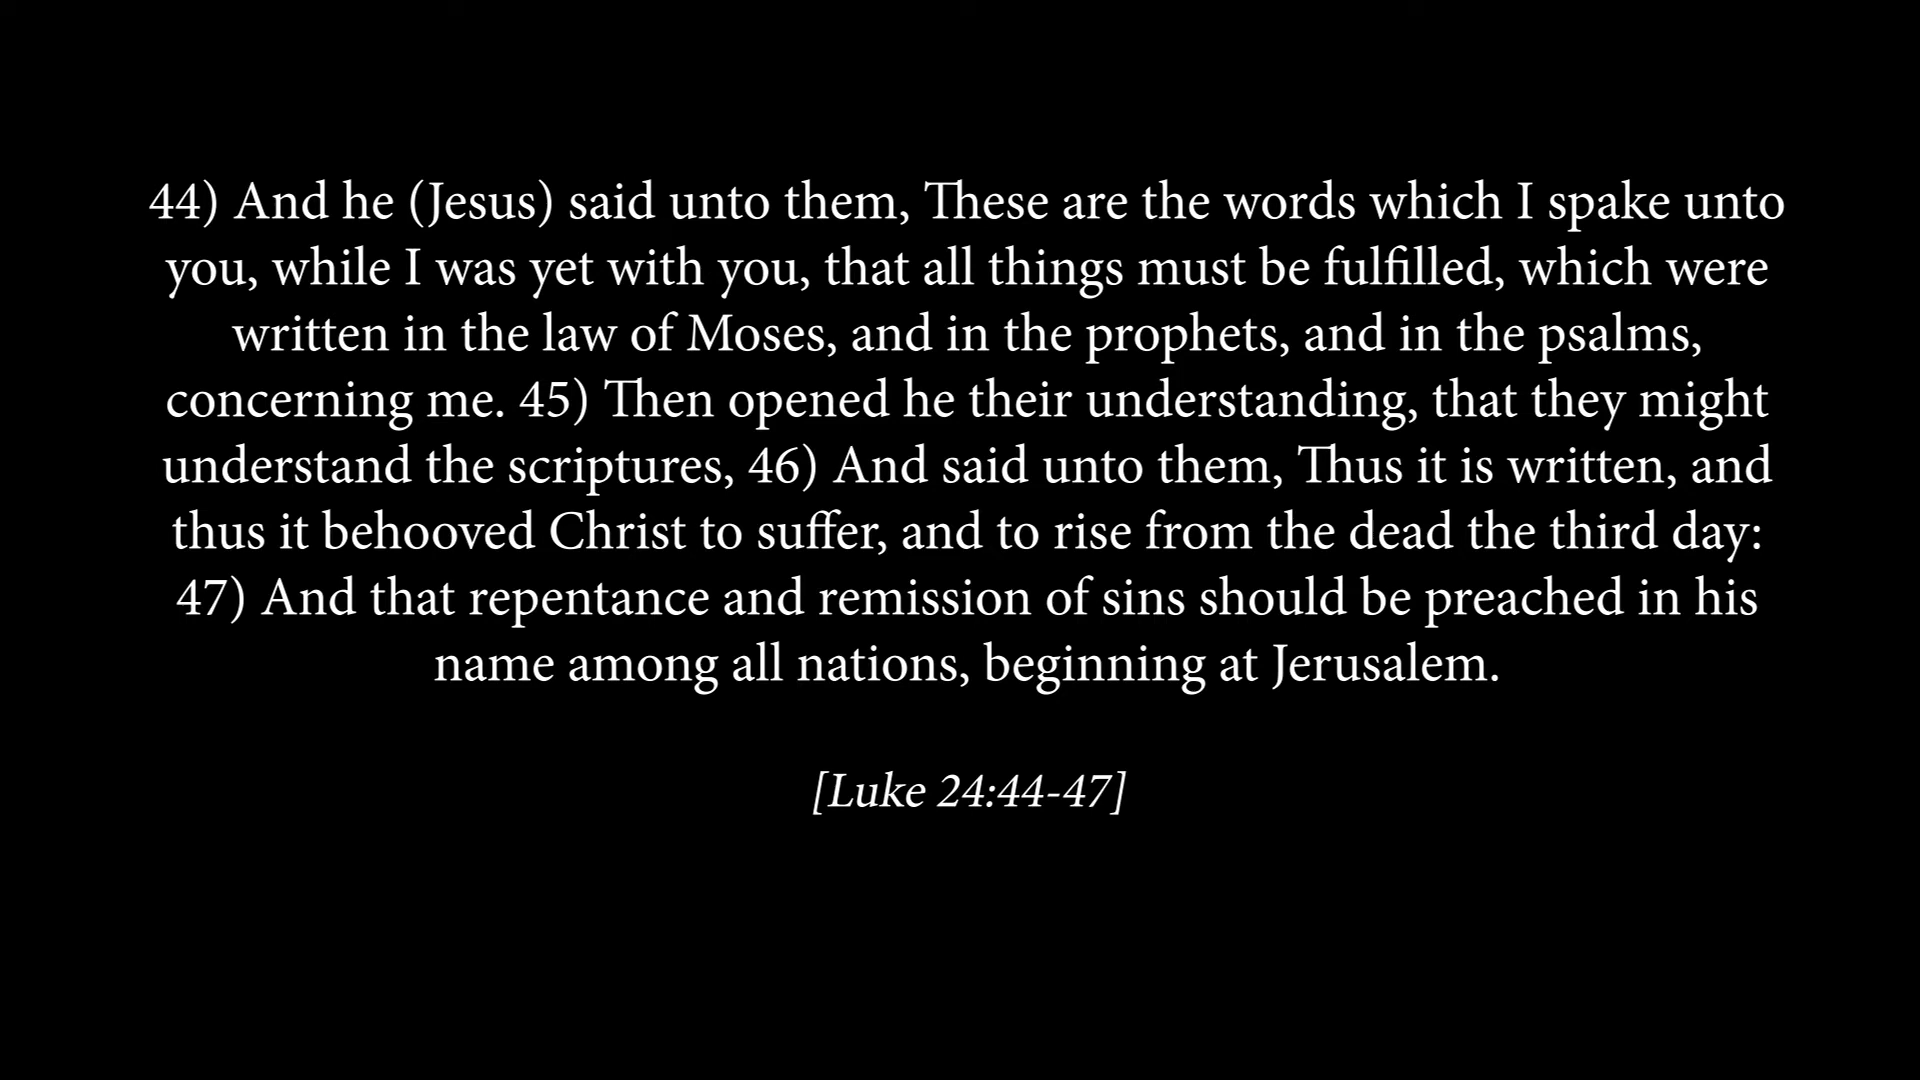 44) And he (Jesus) said unto them, These are the words which I spake unto
you, while I was yet with you, that all things must be fulfilled, which were
written in the law of Moses, and in the prophets, and in the psalms,
concerning me. 45) Then opened he their understanding, that they might
understand the scriptures, 46) And said unto them, Thus it is written, and
thus it behooved Christ to suffer, and to rise from the dead the third day:
47) And that repentance and remission of sins should be preached in his
name among all nations, beginning at Jerusalem.
[Luke 24:44-47]